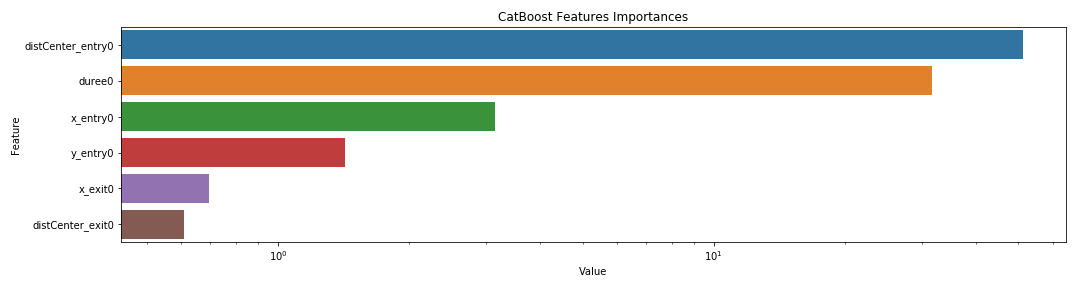 CatBoost Features Importances
Feature
distCenter_entry0
duree0
x_entry0
y_entry0
x_exit0
distCenter_exit0
10⁰ 10¹
Value